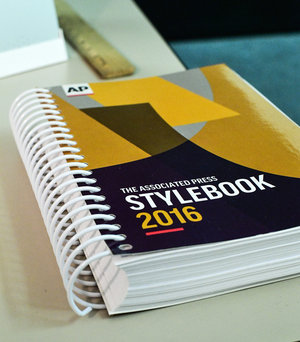 AP
THE ASSOCIATED PRESS
STYLEBOOK
2016